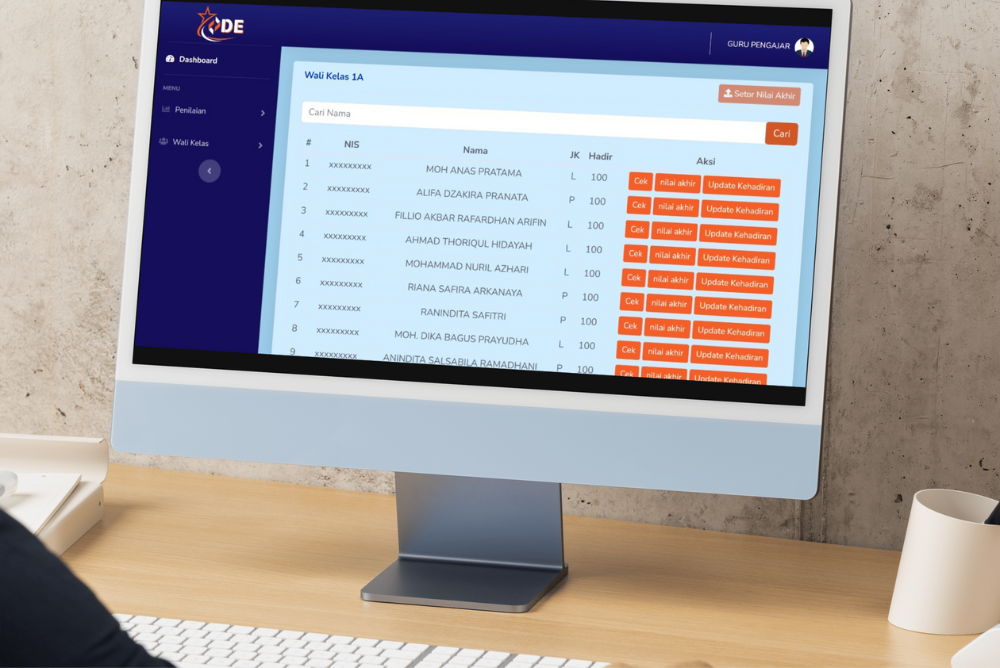 DE
GURU PENGAJAR
Dashboard
MENU
Penilaian
Wali Kelas
Wali Kelas 1A
Setor Nilai Akhir
Cari Nama
Cari
# NIS Nama JK Hadir Aksi
1 xxxxxxxxx MOH ANAS PRATAMA L 100 Cek nilai akhir Update Kehadiran
2 xxxxxxxxx ALIFA DZAKIRA PRANATA P 100 Cek nilai akhir Update Kehadiran
3 xxxxxxxxx FILLIO AKBAR RAFARDHAN ARIFIN L 100 Cek nilai akhir Update Kehadiran
4 xxxxxxxxx AHMAD THORIQUL HIDAYAH L 100 Cek nilai akhir Update Kehadiran
5 xxxxxxxxx MOHAMMAD NURIL AZHARI L 100 Cek nilai akhir Update Kehadiran
6 xxxxxxxxx RIANA SAFIRA ARKANAYA P 100 Cek nilai akhir Update Kehadiran
7 xxxxxxxxx RANINDITA SAFITRI P 100 Cek nilai akhir Update Kehadiran
8 xxxxxxxxx MOH. DIKA BAGUS PRAYUDHA L 100 Cek nilai akhir Update Kehadiran
9 xxxxxxxxx ANINDITA SALSABILA RAMADHANI P 100 Cek nilai akhir Update Kehadiran